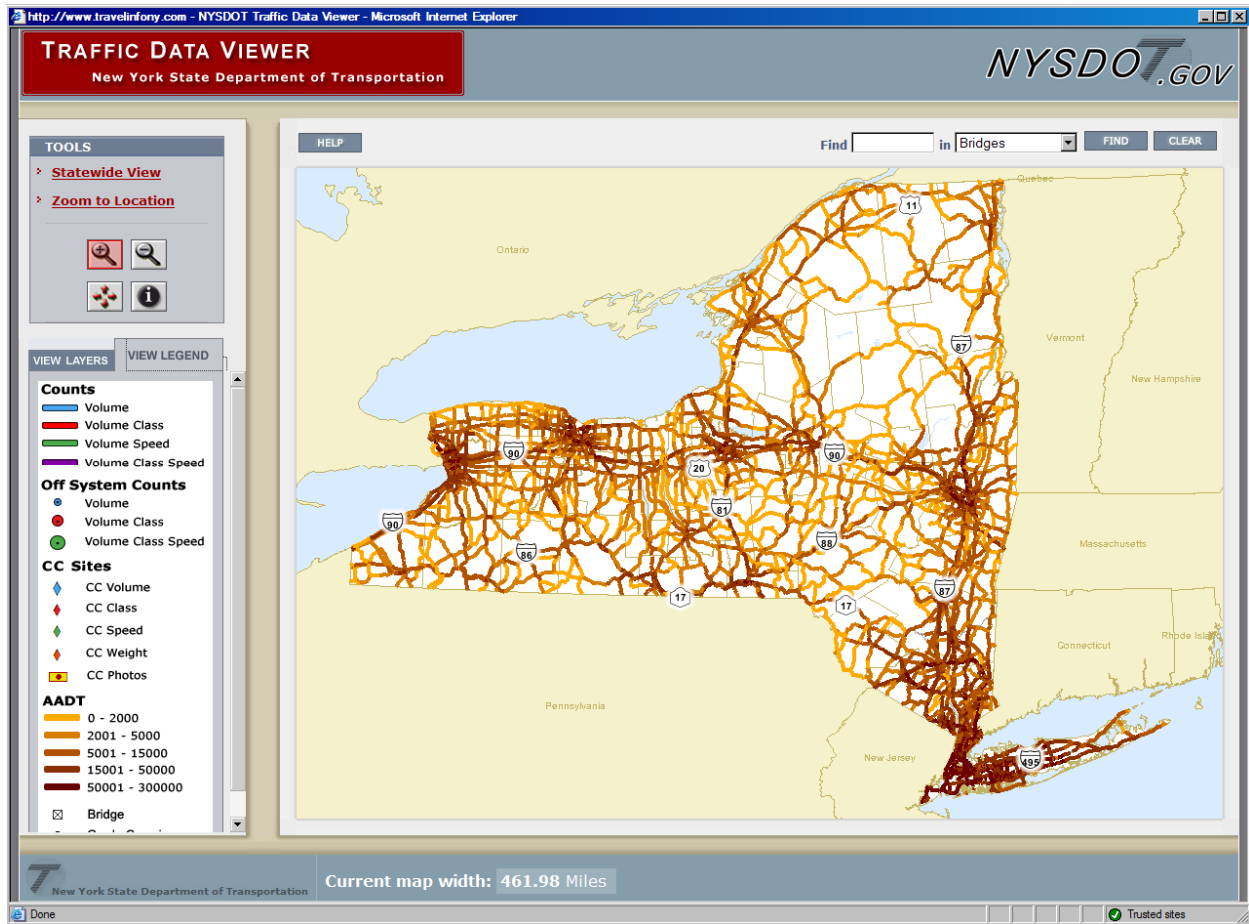 http://www.travelinfony.com - NYSDOT Traffic Data Viewer - Microsoft Internet Explorer
TRAFFIC DATA VIEWER
New York State Department of Transportation
NYSDOT.GOV
TOOLS
Statewide View
Zoom to Location
HELP
Find
in Bridges
FIND
CLEAR
VIEW LAYERS
VIEW LEGEND
Counts
Volume
Volume Class
Volume Speed
Volume Class Speed
Off System Counts
Volume
Volume Class
Volume Class Speed
CC Sites
CC Volume
CC Class
CC Speed
CC Weight
CC Photos
AADT
0 - 2000
2001 - 5000
5001 - 15000
15001 - 50000
50001 - 300000
Bridge
Quebec
11
Ontario
87
Vermont
New Hampshire
90
90
20
81
90
88
Massachusetts
86
17
17
87
Connecticut
Pennsylvania
New Jersey
495
New York State Department of Transportation
Current map width: 461.98 Miles
Done
Trusted sites